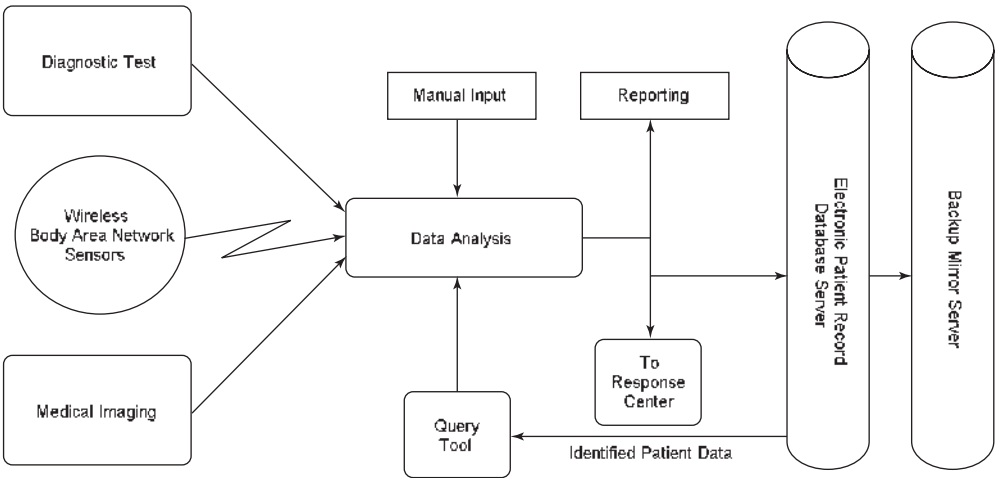 Diagnostic Test
Manual Input
Reporting
Wireless
Body Area Network
Sensors
Data Analysis
Electronic Patient Record
Database Server
Backup Mirror Server
To
Response
Center
Medical Imaging
Query
Tool
Identified Patient Data